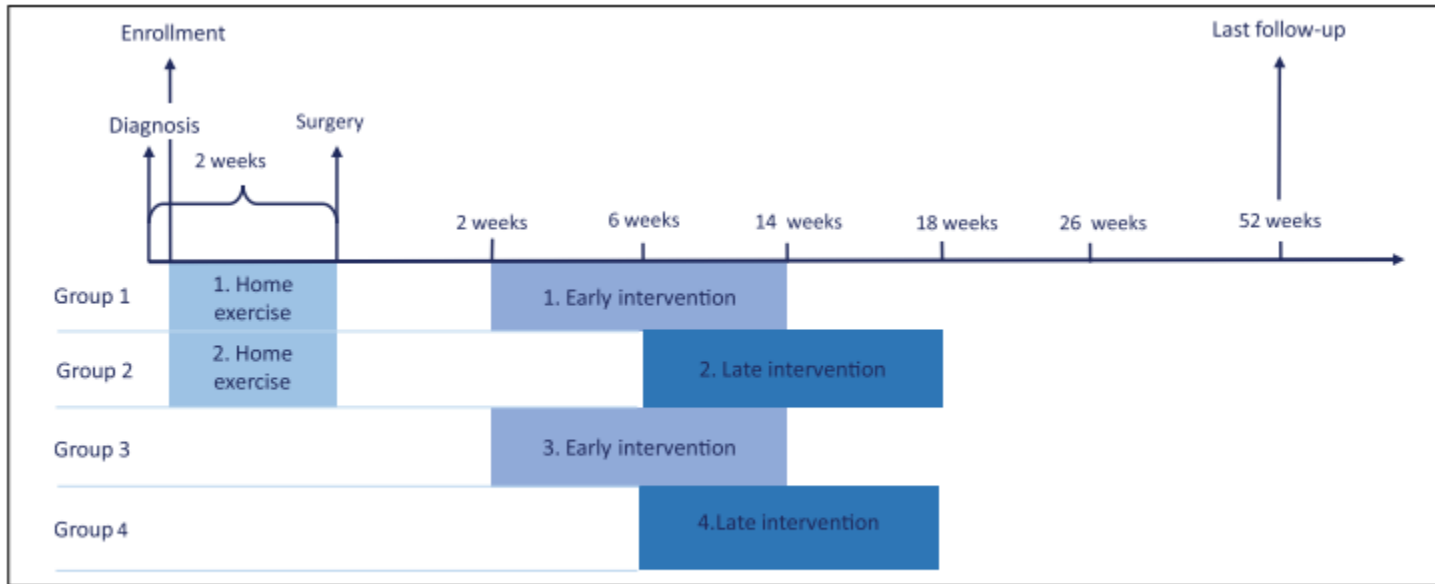 Enrollment
Last follow-up
Diagnosis
Surgery
2 weeks
2 weeks
6 weeks
14 weeks
18 weeks
26 weeks
52 weeks
Group 1
1. Home
exercise
1. Early intervention
Group 2
2. Home
exercise
2. Late intervention
Group 3
3. Early intervention
Group 4
4.Late intervention